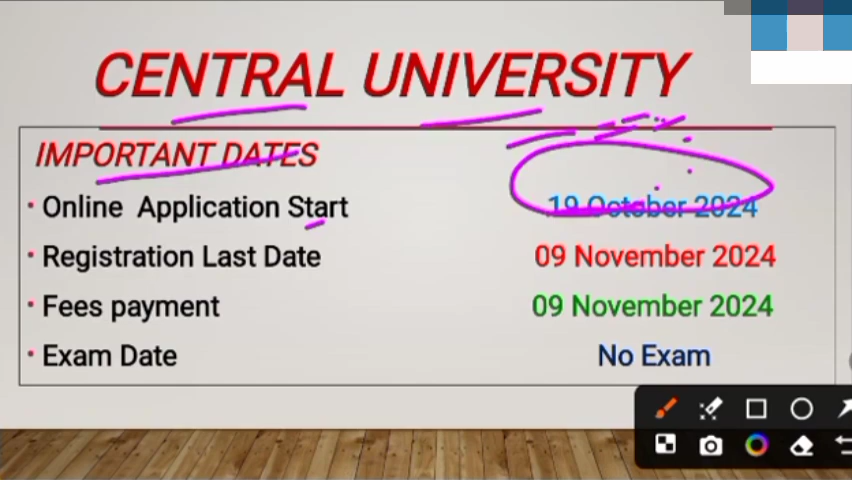 CENTRAL UNIVERSITY
IMPORTANT DATES
• Online Application Start 19 October 2024
• Registration Last Date 09 November 2024
• Fees payment 09 November 2024
• Exam Date No Exam